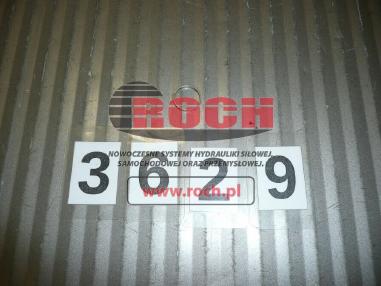 ROCH
NOWOCZESNE SYSTEMY HYDRAULIKI SIŁOWEJ,
SAMOCHODOWEJ ORAZ PRZEMYSŁOWEJ.
3 6 2 9
www.roch.pl